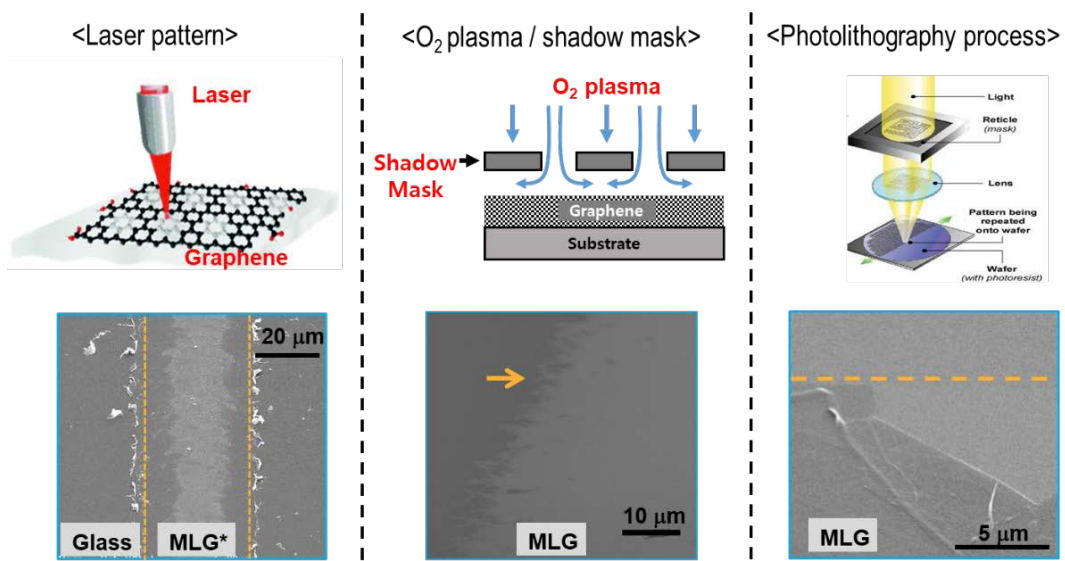 <Laser pattern>
Laser
Graphene
20 μm
Glass
MLG*
<O₂ plasma / shadow mask>
O₂ plasma
Shadow
Mask
Graphene
Substrate
10 μm
MLG
<Photolithography process>
Light
Reticle
(mask)
Lens
Pattern being
repeated
onto wafer
Wafer
(with photoresist)
MLG
5 μm